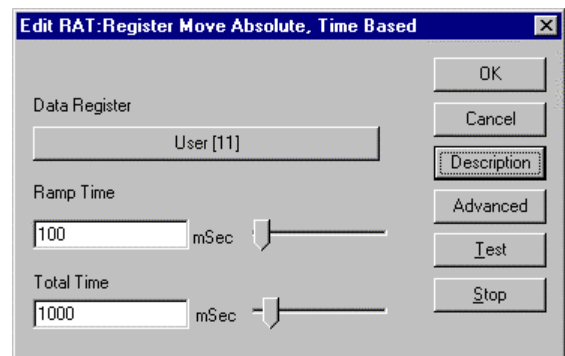 Edit RAT:Register Move Absolute, Time Based
Data Register
User [11]
Ramp Time
100 mSec
Total Time
1000 mSec
OK
Cancel
Description
Advanced
Test
Stop